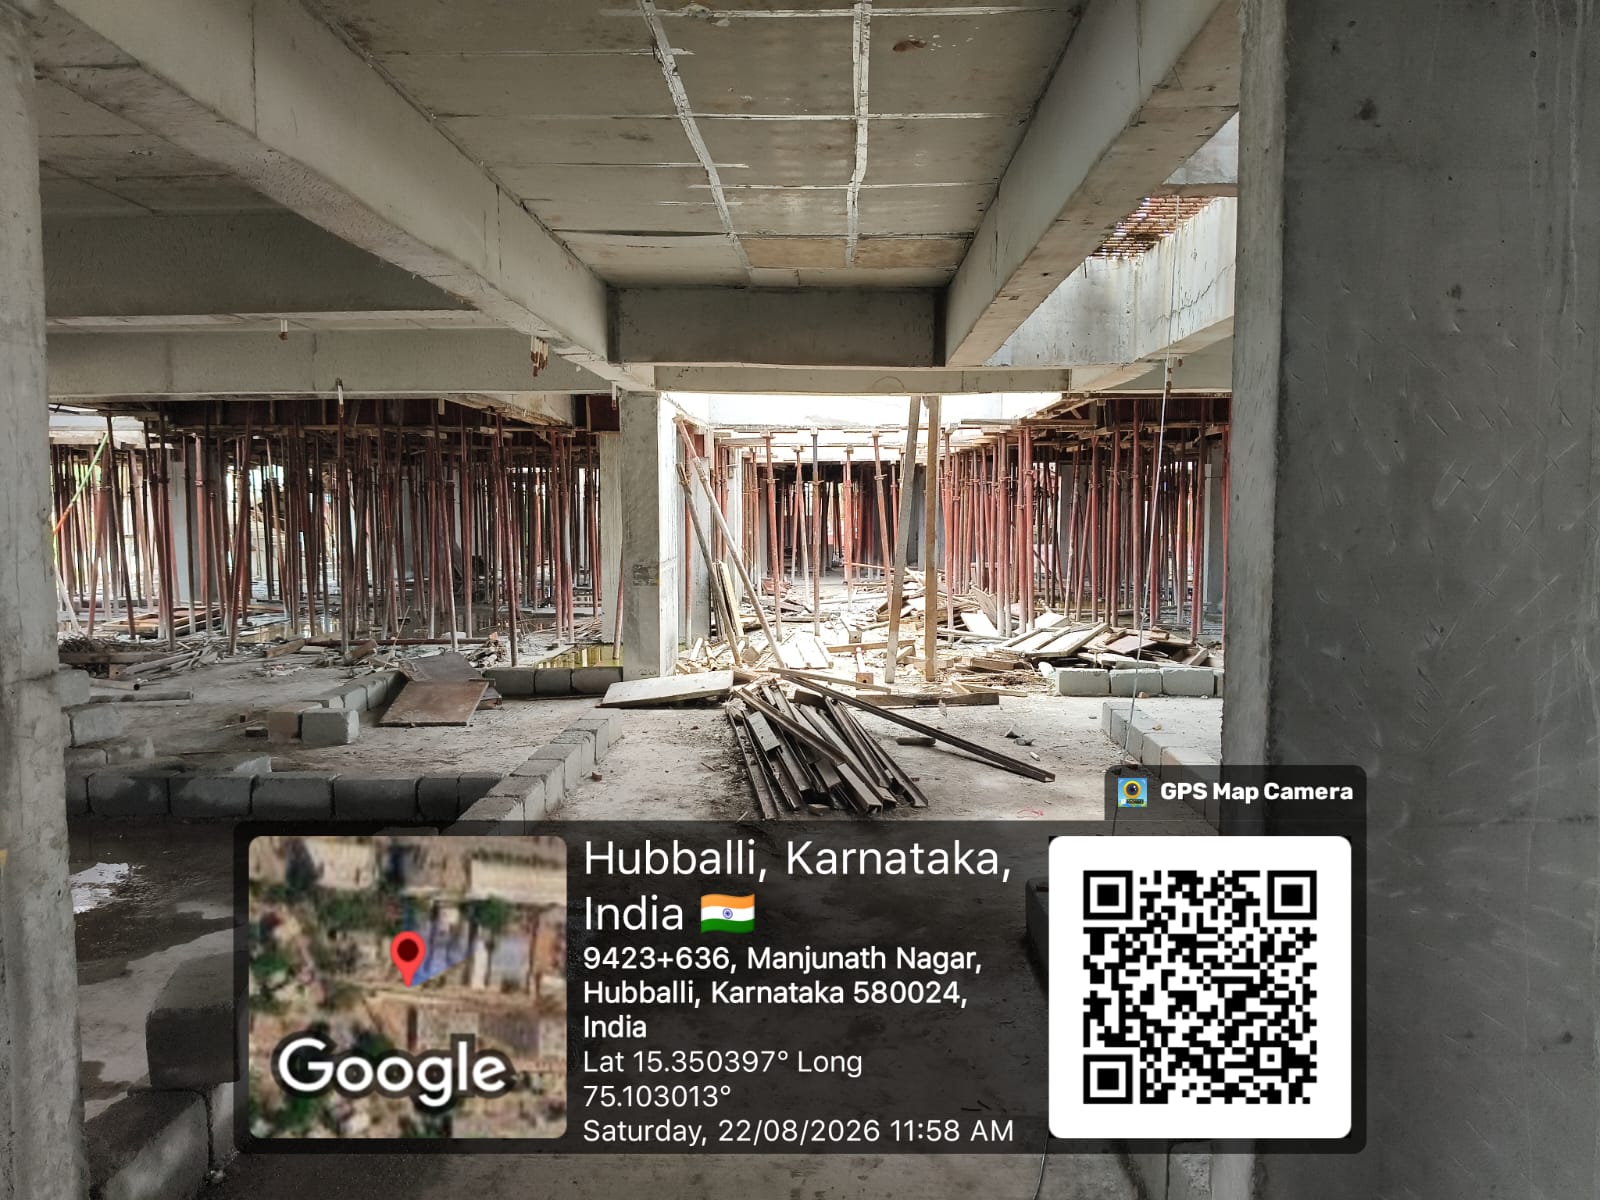 GPS Map Camera
Hubballi, Karnataka,
India 🇮🇳
9423+636, Manjunath Nagar,
Hubballi, Karnataka 580024,
India
Lat 15.350397° Long
75.103013°
Saturday, 22/08/2026 11:58 AM
Google